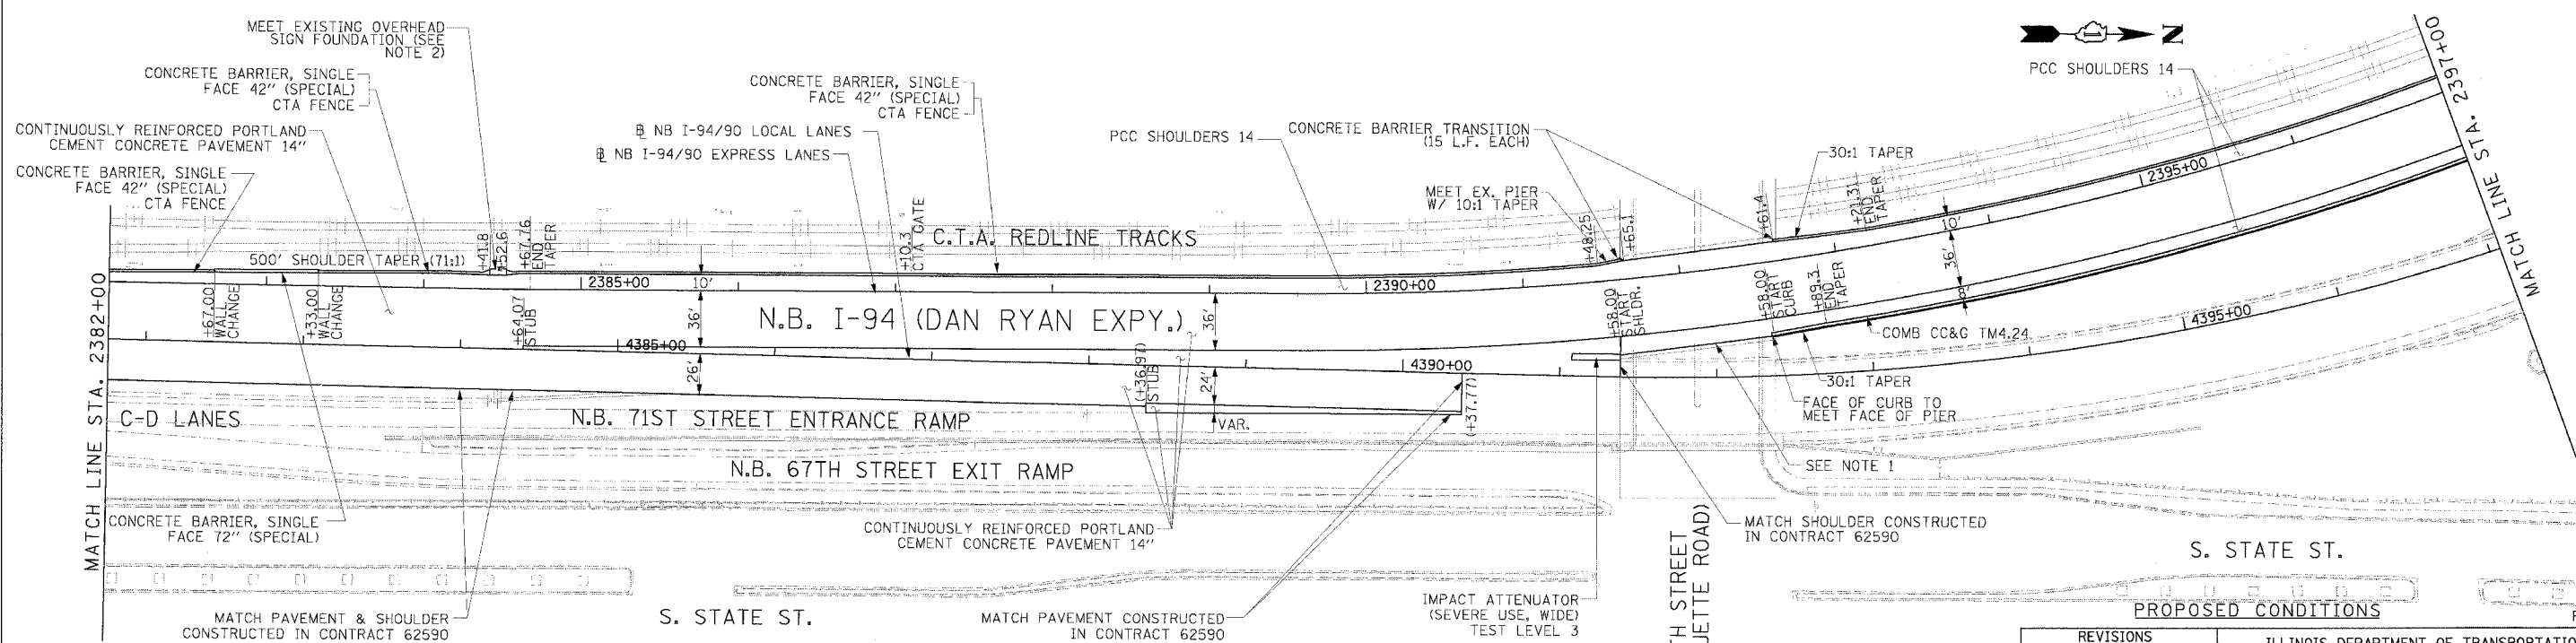 MEET EXISTING OVERHEAD
SIGN FOUNDATION (SEE
NOTE 2)
CONCRETE BARRIER, SINGLE
FACE 42" (SPECIAL)
CTA FENCE
CONTINUOUSLY REINFORCED PORTLAND
CEMENT CONCRETE PAVEMENT 14"
CONCRETE BARRIER, SINGLE
FACE 42" (SPECIAL)
CTA FENCE
CONCRETE BARRIER, SINGLE
FACE 42" (SPECIAL)
CTA FENCE
℄ NB I-94/90 LOCAL LANES
℄ NB I-94/90 EXPRESS LANES
PCC SHOULDERS 14
CONCRETE BARRIER TRANSITION
(15 L.F. EACH)
MEET EX. PIER
W/ 10:1 TAPER
30:1 TAPER
N
PCC SHOULDERS 14
MATCH LINE STA. 2397+00
MATCH LINE STA. 2382+00
500' SHOULDER TAPER (71:1)
+41.8
+52.6
+67.76
END
TAPER
+10.3
CTA GATE
C.T.A. REDLINE TRACKS
+48.25
+65.1
+61.4
+21.31
END
TAPER
10'
2395+00
+67.00
WALL
CHANGE
+33.00
WALL
CHANGE
+64.07
STUB
2385+00
10'
2390+00
36'
N.B. I-94 (DAN RYAN EXPY.)
36'
+58.00
START
SHLDR.
+58.00
START
CURB
+89.3
END
TAPER
36'
8'
COMB CC&G TM4.24
4395+00
4385+00
26'
(+36.97)
STUB
24'
4390+00
(+37.77)
VAR.
30:1 TAPER
FACE OF CURB TO
MEET FACE OF PIER
C-D LANES
N.B. 71ST STREET ENTRANCE RAMP
N.B. 67TH STREET EXIT RAMP
SEE NOTE 1
CONCRETE BARRIER, SINGLE
FACE 72" (SPECIAL)
CONTINUOUSLY REINFORCED PORTLAND
CEMENT CONCRETE PAVEMENT 14"
MATCH SHOULDER CONSTRUCTED
IN CONTRACT 62590
S. STATE ST.
MATCH PAVEMENT & SHOULDER
CONSTRUCTED IN CONTRACT 62590
S. STATE ST.
MATCH PAVEMENT CONSTRUCTED
IN CONTRACT 62590
IMPACT ATTENUATOR
(SEVERE USE, WIDE)
TEST LEVEL 3
TH STREET
UETTE ROAD)
PROPOSED CONDITIONS
REVISIONS
ILLINOIS DEPARTMENT OF TRANSPORTATION